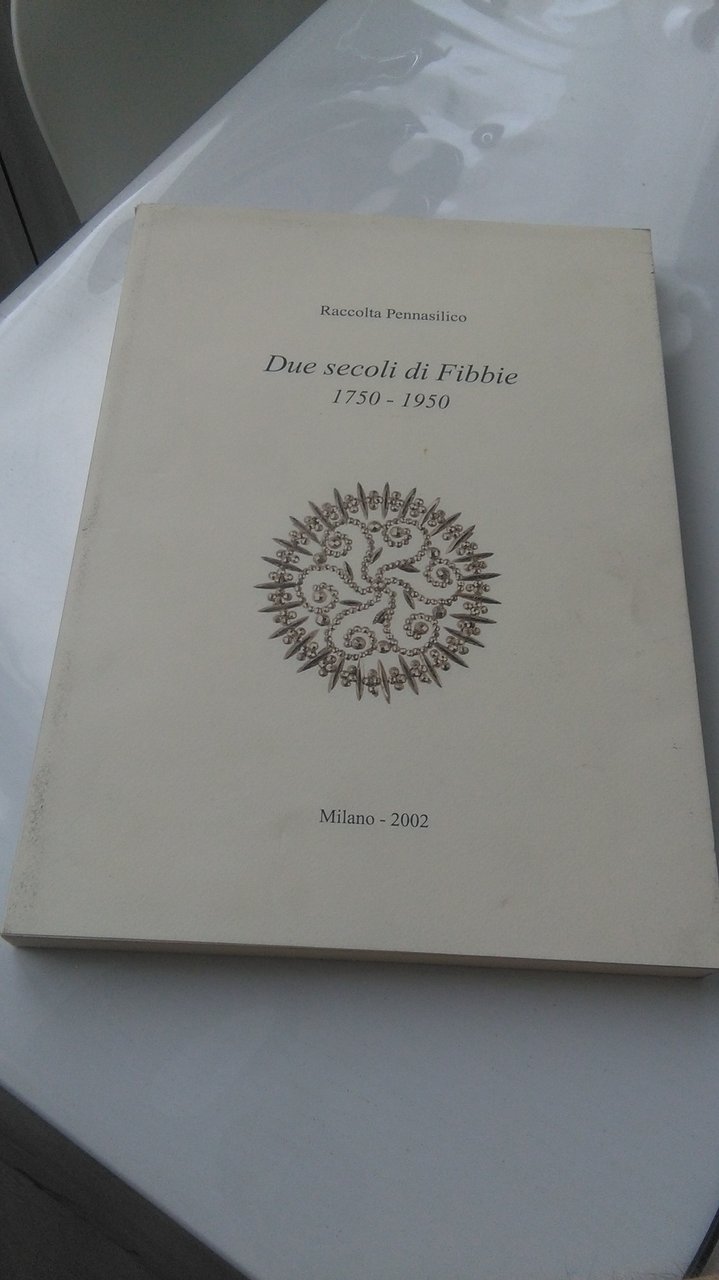 Raccolta Pennasilico
Due secoli di Fibbie
1750 - 1950
Milano - 2002